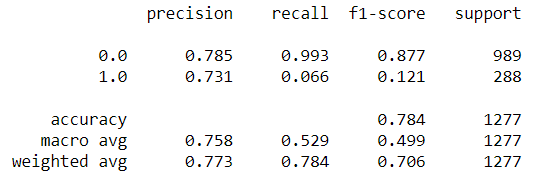 precision recall f1-score support
0.0 0.785 0.993 0.877 989
1.0 0.731 0.066 0.121 288
accuracy 0.784 1277
macro avg 0.758 0.529 0.499 1277
weighted avg 0.773 0.784 0.706 1277